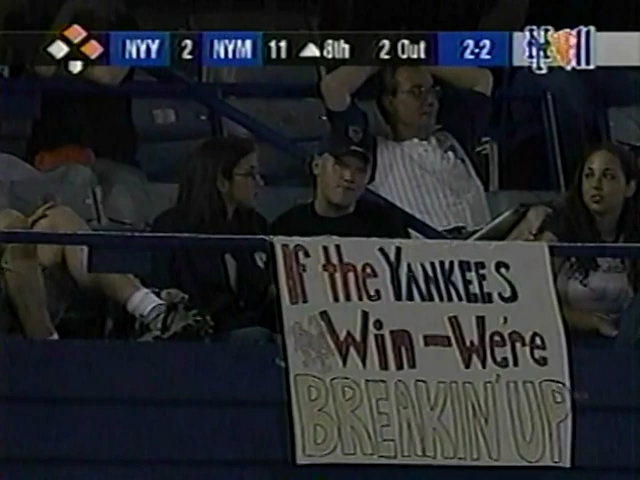 NYY 2 NYM 11 8th 2 Out 2-2
If the YANKEES
Win - We're
BREAKIN' UP